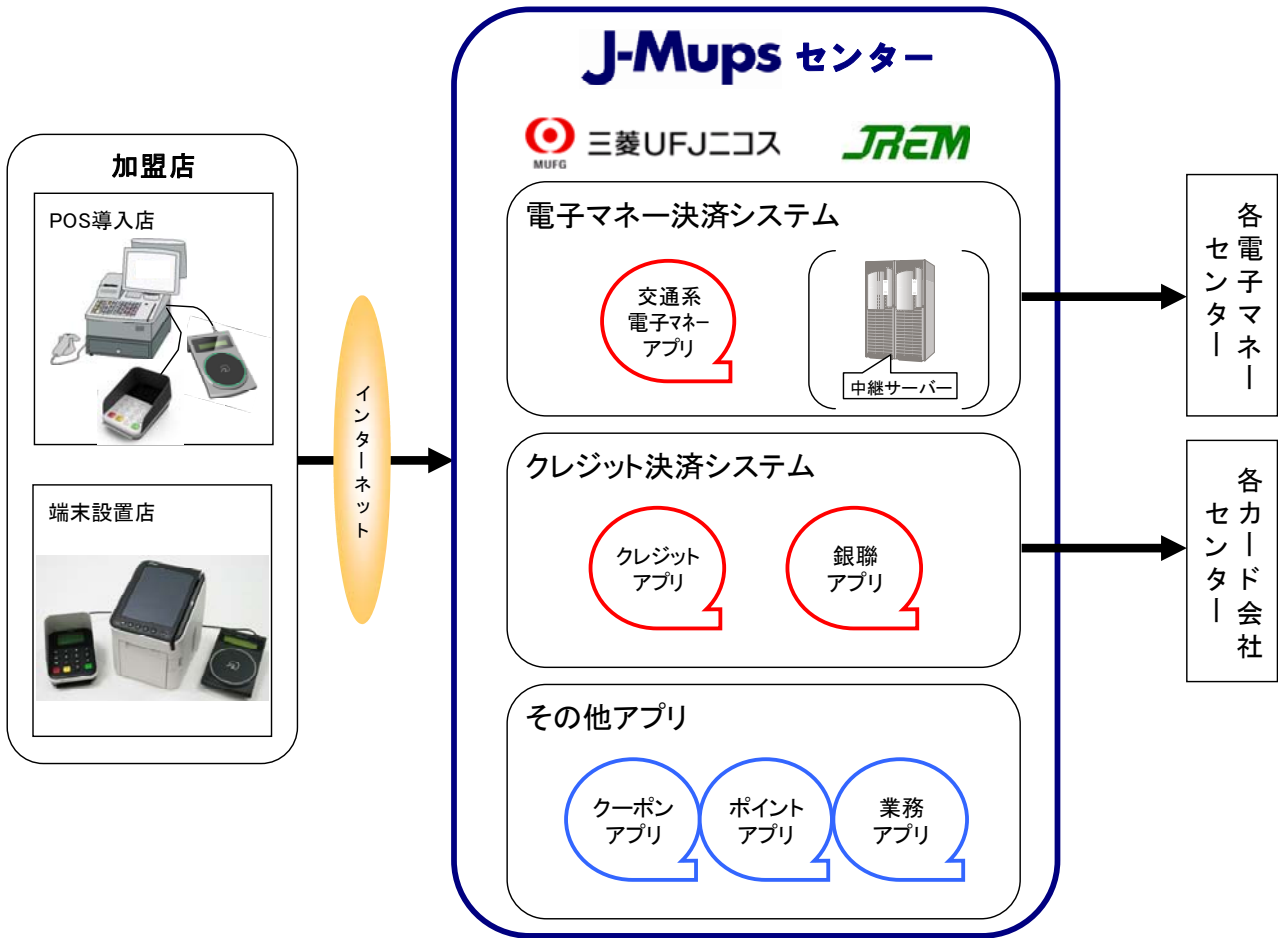 J-Mups センター
MUFG
三菱UFJニコス
JREM
加盟店
POS導入店
端末設置店
インターネット
電子マネー決済システム
交通系
電子マネー
アプリ
中継サーバー
クレジット決済システム
クレジット
アプリ
銀聯
アプリ
その他アプリ
クーポン
アプリ
ポイント
アプリ
業務
アプリ
各電子マネー
センター
各カード会社
センター